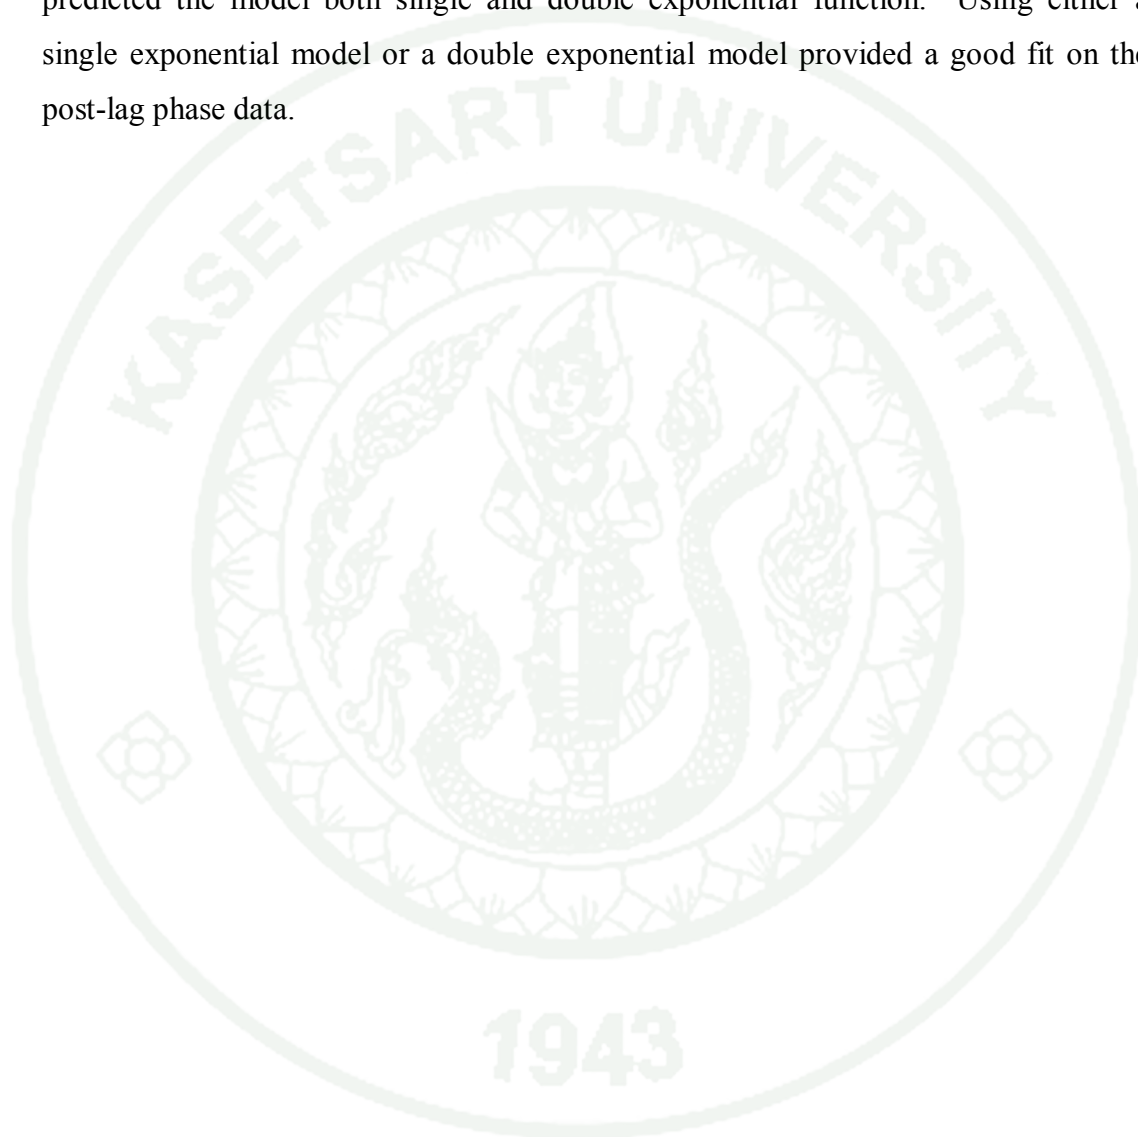 predicted the model both single and double exponential function. Using either a
single exponential model or a double exponential model provided a good fit on the
post-lag phase data.
KASETSART UNIVERSITY
1943